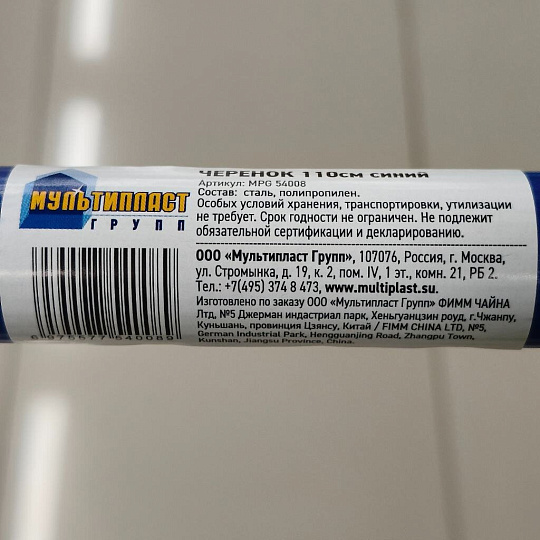 МУЛЬТИПЛАСТ
ГРУПП
ЧЕРЕНОК 110см синий
Артикул: MPG 54008
Состав: сталь, полипропилен.
Особых условий хранения, транспортировки, утилизации
не требует. Срок годности не ограничен. Не подлежит
обязательной сертификации и декларированию.
ООО «Мультипласт Групп», 107076, Россия, г. Москва,
ул. Стромынка, д. 19, к. 2, пом. IV, 1 эт., комн. 21, РБ 2.
Тел.: +7(495) 374 8 473, www.multiplast.su.
Изготовлено по заказу ООО «Мультипласт Групп» ФИММ ЧАЙНА
Лтд, №5 Джерман индастриал парк, Хеньгуанцзин роуд, г.Чжанпу,
Куньшань, провинция Цзянсу, Китай / FIMM CHINA LTD, №5,
German Industrial Park, Hengguanjing Road, Zhangpu Town,
Kunshan, Jiangsu Province, China.
6 975577 540089